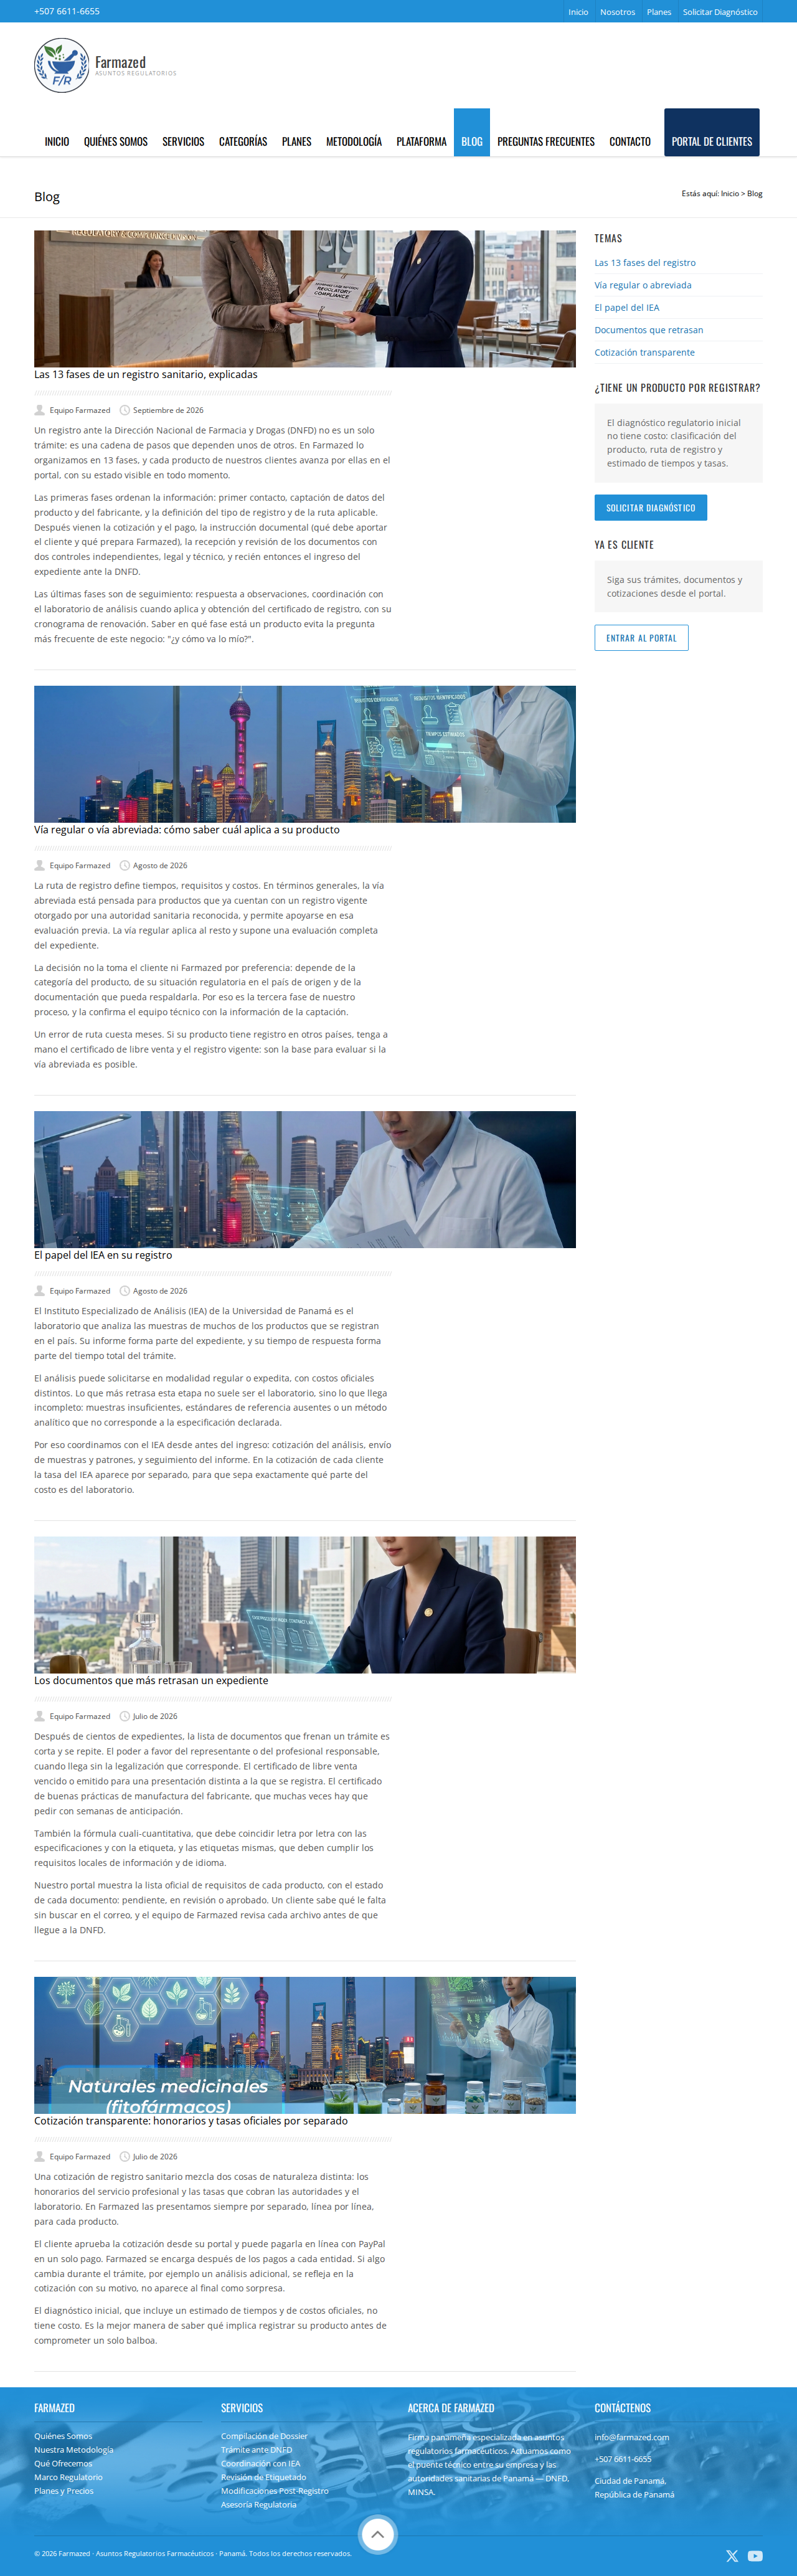 +507 6611-6655
Inicio
Nosotros
Planes
Solicitar Diagnóstico
F/R
Farmazed
ASUNTOS REGULATORIOS
INICIO
QUIÉNES SOMOS
SERVICIOS
CATEGORÍAS
PLANES
METODOLOGÍA
PLATAFORMA
BLOG
PREGUNTAS FRECUENTES
CONTACTO
PORTAL DE CLIENTES
Blog
Estás aquí: Inicio > Blog
REGULATORY
COMPLIANCE
Las 13 fases de un registro sanitario, explicadas
Equipo Farmazed
Septiembre de 2026
Un registro ante la Dirección Nacional de Farmacia y Drogas (DNFD) no es un solo
trámite: es una cadena de pasos que dependen unos de otros. En Farmazed lo
organizamos en 13 fases, y cada producto de nuestros clientes avanza por ellas en el
portal, con su estado visible en todo momento.
Las primeras fases ordenan la información: primer contacto, captación de datos del
producto y del fabricante, y la definición del tipo de registro y de la ruta aplicable.
Después vienen la cotización y el pago, la instrucción documental (qué debe aportar
el cliente y qué prepara Farmazed), la recepción y revisión de los documentos con
dos controles independientes, legal y técnico, y recién entonces el ingreso del
expediente ante la DNFD.
Las últimas fases son de seguimiento: respuesta a observaciones, coordinación con
el laboratorio de análisis cuando aplica y obtención del certificado de registro, con su
cronograma de renovación. Saber en qué fase está un producto evita la pregunta
más frecuente de este negocio: "¿y cómo va lo mío?".
Vía regular o vía abreviada: cómo saber cuál aplica a su producto
Equipo Farmazed
Agosto de 2026
La ruta de registro define tiempos, requisitos y costos. En términos generales, la vía
abreviada está pensada para productos que ya cuentan con un registro vigente
otorgado por una autoridad sanitaria reconocida, y permite apoyarse en esa
evaluación previa. La vía regular aplica al resto y supone una evaluación completa
del expediente.
La decisión no la toma el cliente ni Farmazed por preferencia: depende de la
categoría del producto, de su situación regulatoria en el país de origen y de la
documentación que pueda respaldarla. Por eso es la tercera fase de nuestro
proceso, y la confirma el equipo técnico con la información de la captación.
Un error de ruta cuesta meses. Si su producto tiene registro en otros países, tenga a
mano el certificado de libre venta y el registro vigente: son la base para evaluar si la
vía abreviada es posible.
El papel del IEA en su registro
Equipo Farmazed
Agosto de 2026
El Instituto Especializado de Análisis (IEA) de la Universidad de Panamá es el
laboratorio que analiza las muestras de muchos de los productos que se registran
en el país. Su informe forma parte del expediente, y su tiempo de respuesta forma
parte del tiempo total del trámite.
El análisis puede solicitarse en modalidad regular o expedita, con costos oficiales
distintos. Lo que más retrasa esta etapa no suele ser el laboratorio, sino lo que llega
incompleto: muestras insuficientes, estándares de referencia ausentes o un método
analítico que no corresponde a la especificación declarada.
Por eso coordinamos con el IEA desde antes del ingreso: cotización del análisis, envío
de muestras y patrones, y seguimiento del informe. En la cotización de cada cliente
la tasa del IEA aparece por separado, para que sepa exactamente qué parte del
costo es del laboratorio.
Los documentos que más retrasan un expediente
Equipo Farmazed
Julio de 2026
Después de cientos de expedientes, la lista de documentos que frenan un trámite es
corta y se repite. El poder a favor del representante o del profesional responsable,
cuando llega sin la legalización que corresponde. El certificado de libre venta
vencido o emitido para una presentación distinta a la que se registra. El certificado
de buenas prácticas de manufactura del fabricante, que muchas veces hay que
pedir con semanas de anticipación.
También la fórmula cuali-cuantitativa, que debe coincidir letra por letra con las
especificaciones y con la etiqueta, y las etiquetas mismas, que deben cumplir los
requisitos locales de información y de idioma.
Nuestro portal muestra la lista oficial de requisitos de cada producto, con el estado
de cada documento: pendiente, en revisión o aprobado. Un cliente sabe qué le falta
sin buscar en el correo, y el equipo de Farmazed revisa cada archivo antes de que
llegue a la DNFD.
Naturales medicinales
(fitofármacos)
Cotización transparente: honorarios y tasas oficiales por separado
Equipo Farmazed
Julio de 2026
Una cotización de registro sanitario mezcla dos cosas de naturaleza distinta: los
honorarios del servicio profesional y las tasas que cobran las autoridades y el
laboratorio. En Farmazed las presentamos siempre por separado, línea por línea,
para cada producto.
El cliente aprueba la cotización desde su portal y puede pagarla en línea con PayPal
en un solo pago. Farmazed se encarga después de los pagos a cada entidad. Si algo
cambia durante el trámite, por ejemplo un análisis adicional, se refleja en la
cotización con su motivo, no aparece al final como sorpresa.
El diagnóstico inicial, que incluye un estimado de tiempos y de costos oficiales, no
tiene costo. Es la mejor manera de saber qué implica registrar su producto antes de
comprometer un solo balboa.
TEMAS
Las 13 fases del registro
Vía regular o abreviada
El papel del IEA
Documentos que retrasan
Cotización transparente
¿TIENE UN PRODUCTO POR REGISTRAR?
El diagnóstico regulatorio inicial
no tiene costo: clasificación del
producto, ruta de registro y
estimado de tiempos y tasas.
SOLICITAR DIAGNÓSTICO
YA ES CLIENTE
Siga sus trámites, documentos y
cotizaciones desde el portal.
ENTRAR AL PORTAL
FARMAZED
Quiénes Somos
Nuestra Metodología
Qué Ofrecemos
Marco Regulatorio
Planes y Precios
SERVICIOS
Compilación de Dossier
Trámite ante DNFD
Coordinación con IEA
Revisión de Etiquetado
Modificaciones Post-Registro
Asesoría Regulatoria
ACERCA DE FARMAZED
Firma panameña especializada en asuntos
regulatorios farmacéuticos. Actuamos como
el puente técnico entre su empresa y las
autoridades sanitarias de Panamá — DNFD,
MINSA.
CONTÁCTENOS
info@farmazed.com
+507 6611-6655
Ciudad de Panamá,
República de Panamá
© 2026 Farmazed · Asuntos Regulatorios Farmacéuticos · Panamá. Todos los derechos reservados.